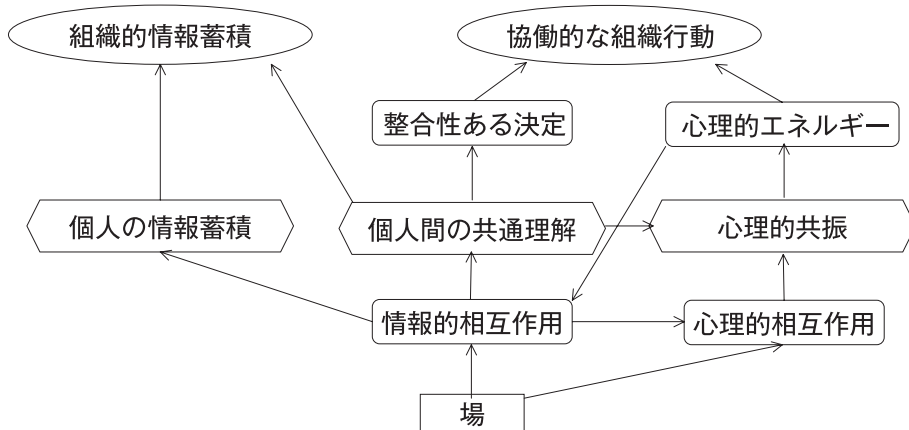 組織的情報蓄積
協働的な組織行動
整合性ある決定
心理的エネルギー
個人の情報蓄積
個人間の共通理解
心理的共振
情報的相互作用
心理的相互作用
場